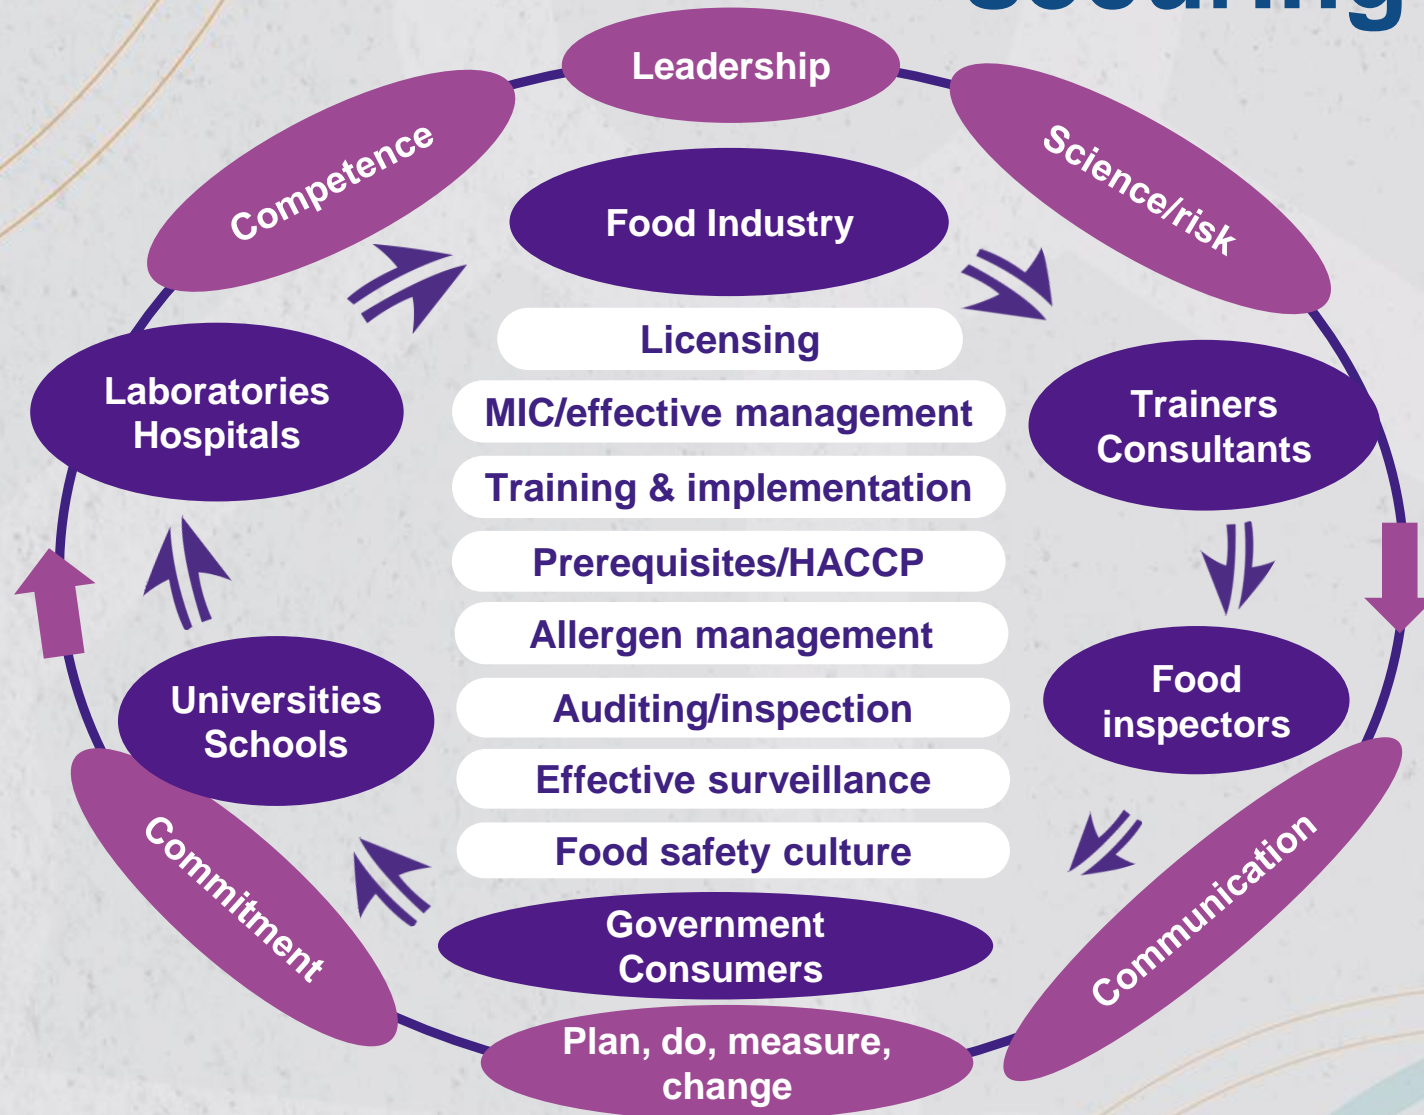 securing
Leadership
Competence
Science/risk
Food Industry
Licensing
Laboratories
Hospitals
MIC/effective management
Trainers
Consultants
Training & implementation
Prerequisites/HACCP
Allergen management
Universities
Schools
Auditing/inspection
Food
inspectors
Effective surveillance
Food safety culture
Commitment
Communication
Government
Consumers
Plan, do, measure,
change